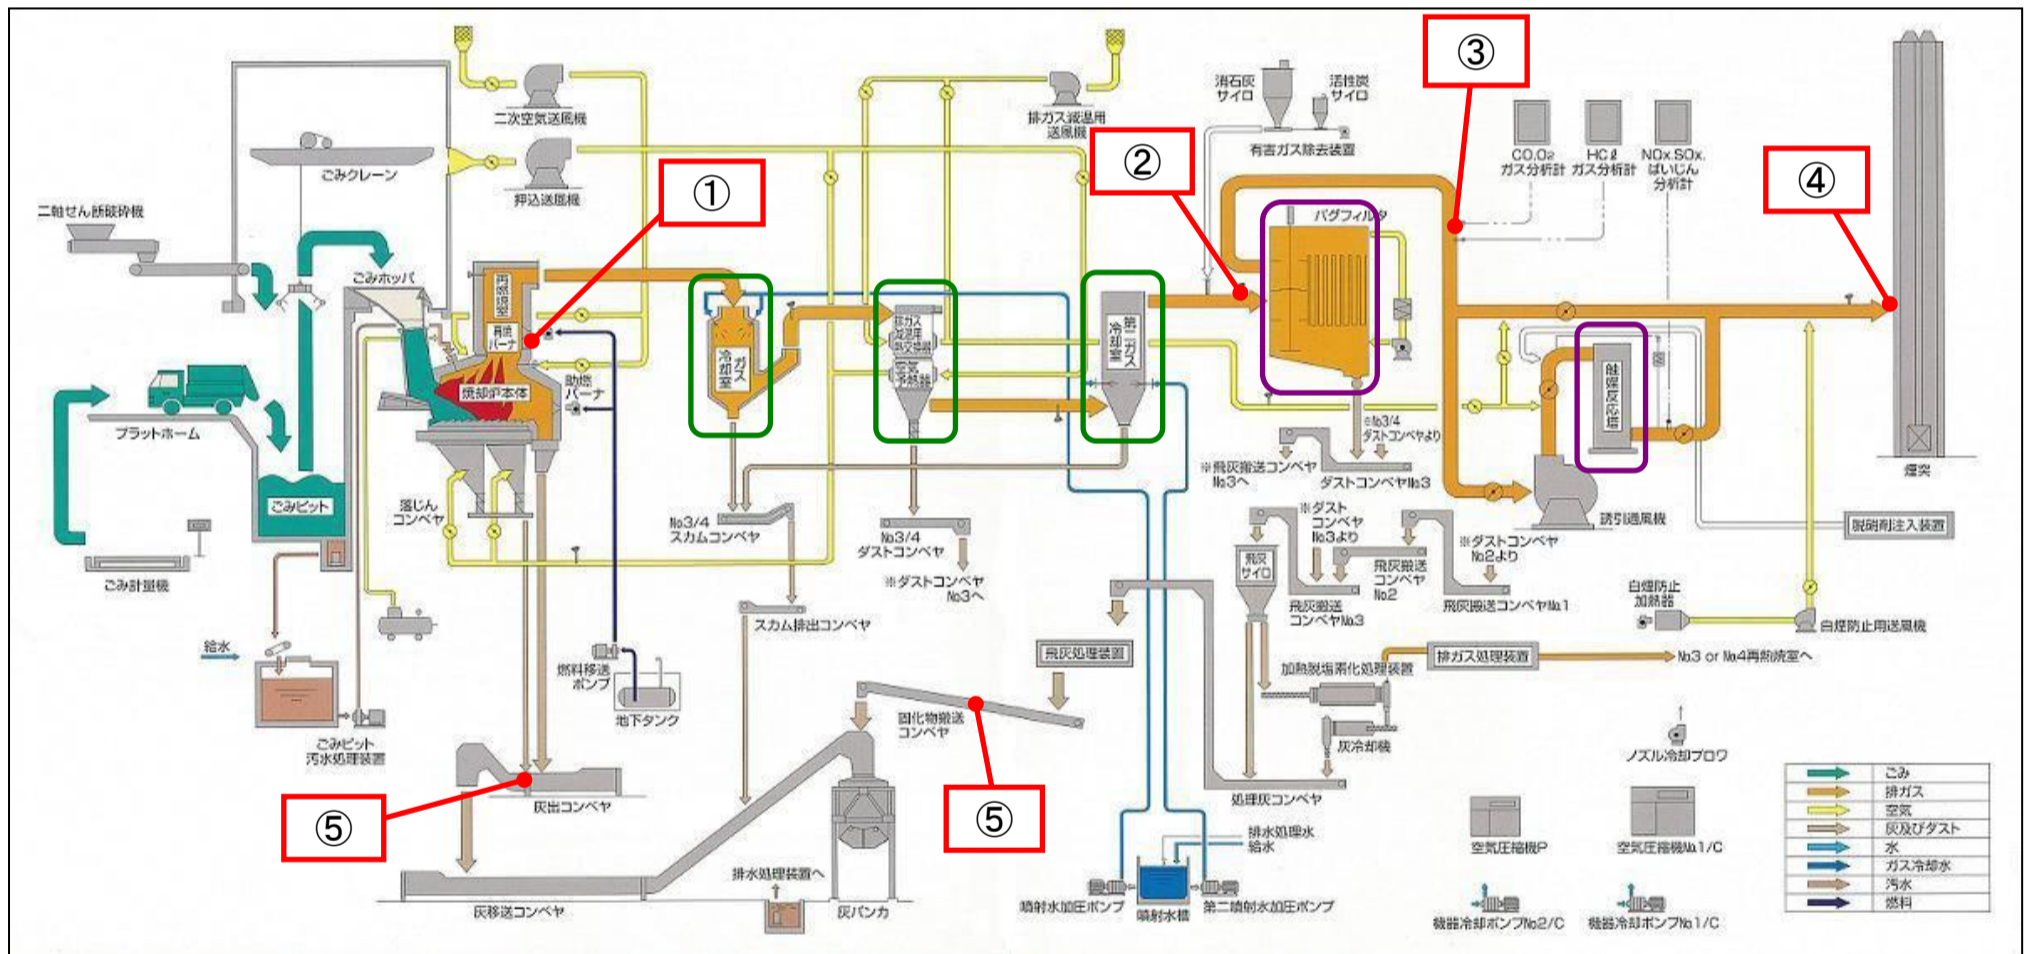 二次空気送風機
押込送風機
ごみクレーン
二軸せん断破砕機
ごみホッパ
プラットホーム
ごみピット
ごみ計量機
給水
ごみピット
汚水処理装置
①
再燃焼室
再燃
バーナ
焼却炉本体
助燃
バーナ
落じん
コンベヤ
燃料移送
ポンプ
地下タンク
⑤
灰出コンベヤ
灰移送コンベヤ
ガス冷却室
排ガス
減温用
熱交換器
空気
予熱器
第二ガス冷却室
排ガス減温用
送風機
No3/4
スカムコンベヤ
No3/4
ダストコンベヤ
※ダストコンベヤ
No3へ
スカム排出コンベヤ
飛灰処理装置
固化物搬送
コンベヤ
⑤
排水処理装置へ
灰バンカ
噴射水加圧ポンプ
噴射水槽
第二噴射水加圧ポンプ
排水処理水
給水
消石灰
サイロ
活性炭
サイロ
有害ガス除去装置
②
バグフィルタ
③
CO.O₂
ガス分析計
HCℓ
ガス分析計
NOx.SOx.
ばいじん
分析計
④
煙突
※No3/4
ダストコンベヤより
※飛灰搬送コンベヤ
No3へ
ダストコンベヤNo3
※ダスト
コンベヤ
No3より
飛灰
サイロ
飛灰搬送
コンベヤNo3
飛灰搬送
コンベヤ
No2
※ダストコンベヤ
No2より
飛灰搬送コンベヤNo1
触媒反応塔
誘引通風機
脱硝剤注入装置
白煙防止
加熱器
白煙防止用送風機
加熱脱塩素化処理装置
排ガス処理装置
No3 or No4再燃焼室へ
灰冷却機
処理灰コンベヤ
ノズル冷却ブロワ
空気圧縮機P
空気圧縮機No1/C
機器冷却ポンプNo2/C
機器冷却ポンプNo1/C
ごみ
排ガス
空気
灰及びダスト
水
ガス冷却水
汚水
燃料